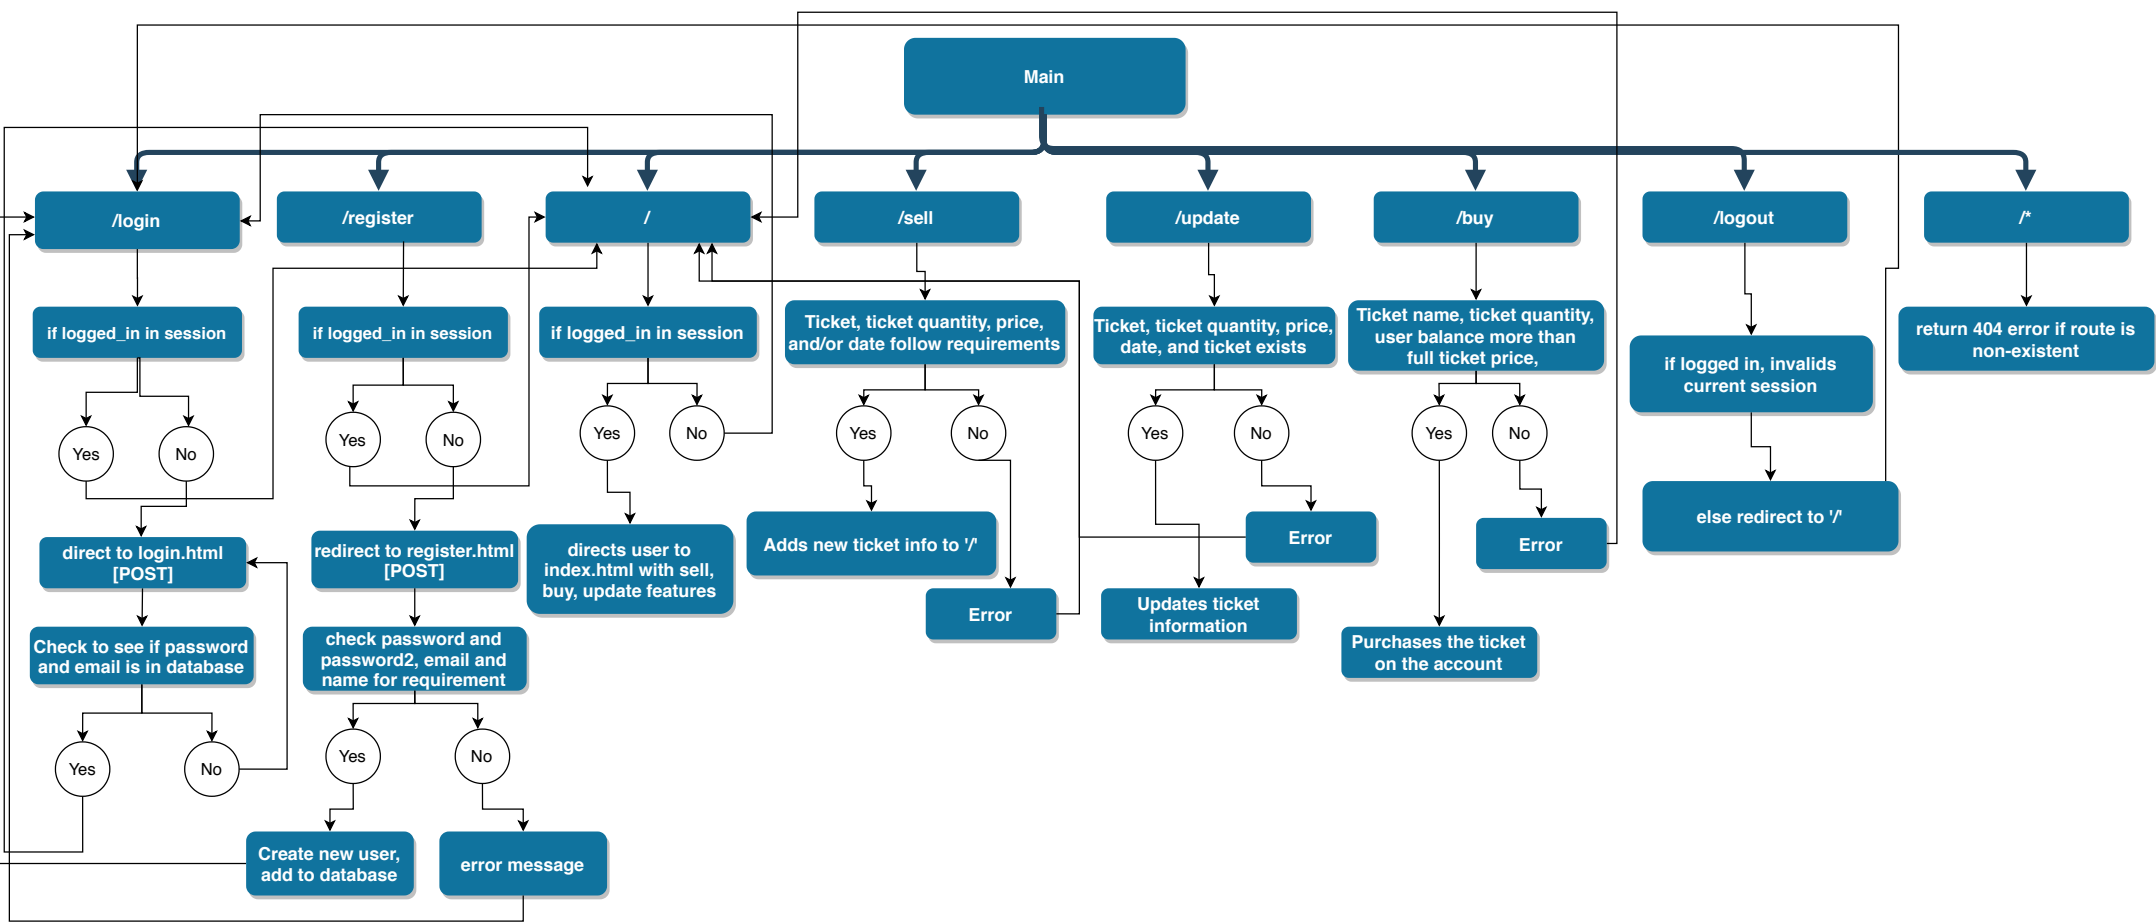 Main
/login
/register
/
/sell
/update
/buy
/logout
/*
if logged_in in session
if logged_in in session
if logged_in in session
Ticket, ticket quantity, price,
and/or date follow requirements
Ticket, ticket quantity, price,
date, and ticket exists
Ticket name, ticket quantity,
user balance more than
full ticket price,
if logged in, invalids
current session
return 404 error if route is
non-existent
Yes
No
Yes
No
Yes
No
Yes
No
Yes
No
Yes
No
direct to login.html
[POST]
redirect to register.html
[POST]
directs user to
index.html with sell,
buy, update features
Adds new ticket info to '/'
Error
Error
Error
else redirect to '/'
Updates ticket
information
Purchases the ticket
on the account
Check to see if password
and email is in database
check password and
password2, email and
name for requirement
Yes
No
Yes
No
Create new user,
add to database
error message